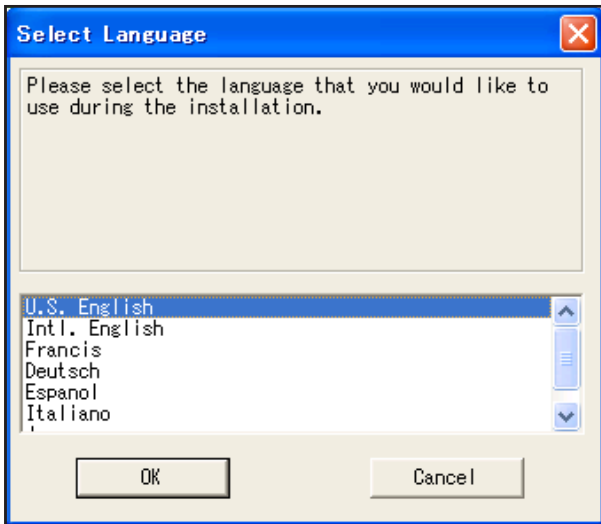 Select Language
Please select the language that you would like to
use during the installation.
U.S. English
Intl. English
Francis
Deutsch
Espanol
Italiano
OK
Cancel